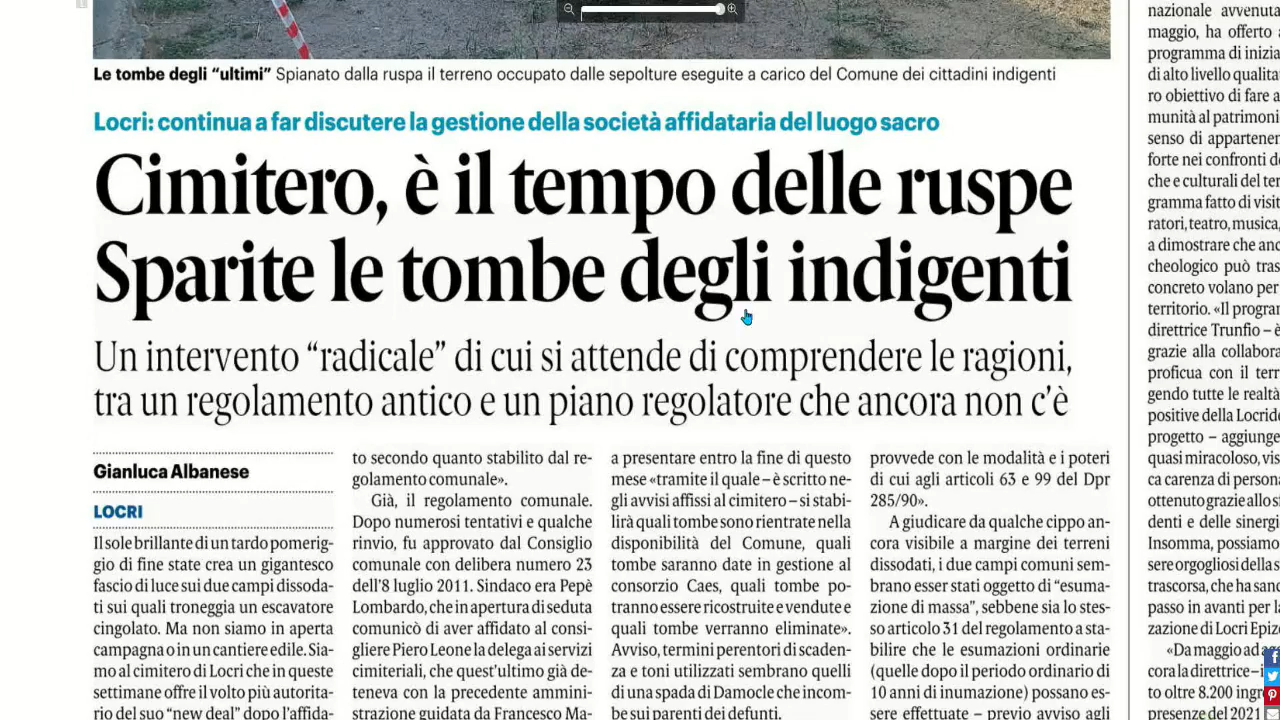 Le tombe degli “ultimi” Spianato dalla ruspa il terreno occupato dalle sepolture eseguite a carico del Comune dei cittadini indigenti
Locri: continua a far discutere la gestione della società affidataria del luogo sacro
Cimitero, è il tempo delle ruspe
Sparite le tombe degli indigenti
Un intervento “radicale” di cui si attende di comprendere le ragioni,
tra un regolamento antico e un piano regolatore che ancora non c’è
Gianluca Albanese
LOCRI
Il sole brillante di un tardo pomerig-
gio di fine state crea un gigantesco
fascio di luce sui due campi dissoda-
ti sui quali troneggia un escavatore
cingolato. Ma non siamo in aperta
campagna o in un cantiere edile. Sia-
mo al cimitero di Locri che in queste
settimane offre il volto più autorita-
rio del suo “new deal” dopo l’affida-
to secondo quanto stabilito dal re-
golamento comunale».
Già, il regolamento comunale.
Dopo numerosi tentativi e qualche
rinvio, fu approvato dal Consiglio
comunale con delibera numero 23
dell’8 luglio 2011. Sindaco era Pepè
Lombardo, che in apertura di seduta
comunicò di aver affidato al consi-
gliere Piero Leone la delega ai servizi
cimiteriali, che quest’ultimo già de-
teneva con la precedente ammini-
strazione guidata da Francesco Ma-
a presentare entro la fine di questo
mese «tramite il quale – è scritto ne-
gli avvisi affissi al cimitero – si stabi-
lirà quali tombe sono rientrate nella
disponibilità del Comune, quali
tombe saranno date in gestione al
consorzio Caes, quali tombe po-
tranno essere ricostruite e vendute e
quali tombe verranno eliminate».
Avviso, termini perentori di scaden-
za e toni utilizzati sembrano quelli
di una spada di Damocle che incom-
be sui parenti dei defunti.
provvede con le modalità e i poteri
di cui agli articoli 63 e 99 del Dpr
285/90».
A giudicare da qualche cippo an-
cora visibile a margine dei terreni
dissodati, i due campi comuni sem-
brano esser stati oggetto di “esuma-
zione di massa”, sebbene sia lo stes-
so articolo 31 del regolamento a sta-
bilire che le esumazioni ordinarie
(quelle dopo il periodo ordinario di
10 anni di inumazione) possano es-
sere effettuate – previo avviso agli
nazionale avvenuta
maggio, ha offerto
programma di inizia
di alto livello qualita
ro obiettivo di fare a
munità al patrimoni
senso di appartenen
forte nei confronti d
che e culturali del ter
gramma fatto di visit
ratori, teatro, musica,
a dimostrare che anc
cheologico può tras
concreto volano per
territorio. «Il program
direttrice Trunfio – è
grazie alla collabora
proficua con il terr
gendo tutte le realtà
positive della Locride
progetto – aggiunge
quasi miracoloso, vis
ca carenza di persona
ottenuto grazie allo s
denti e delle sinergi
Insomma, possiamo
sere orgogliosi della s
trascorsa, che ha sanc
passo in avanti per l
zazione di Locri Epize
«Da maggio ad
cora la direttrice –
to oltre 8.200 ingr
presenze del 2021